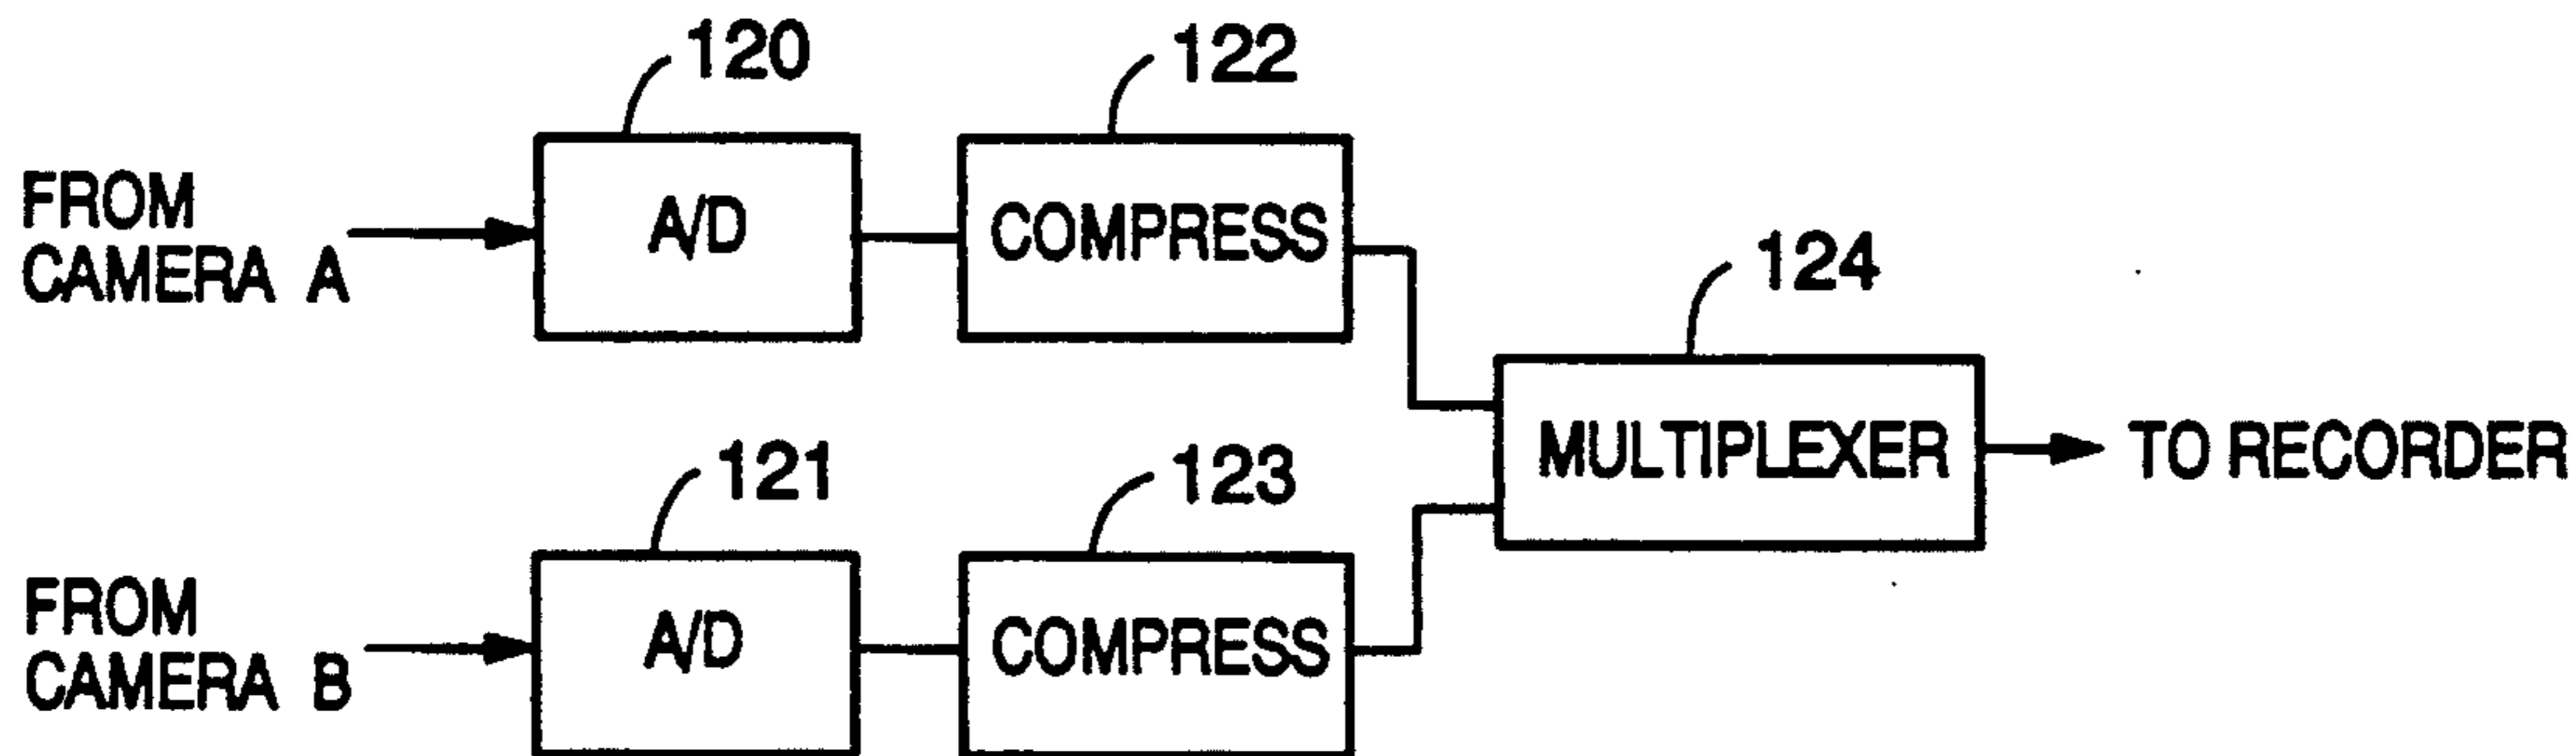 120
122
FROM
CAMERA A
A/D
COMPRESS
124
MULTIPLEXER
TO RECORDER
121
123
FROM
CAMERA B
A/D
COMPRESS